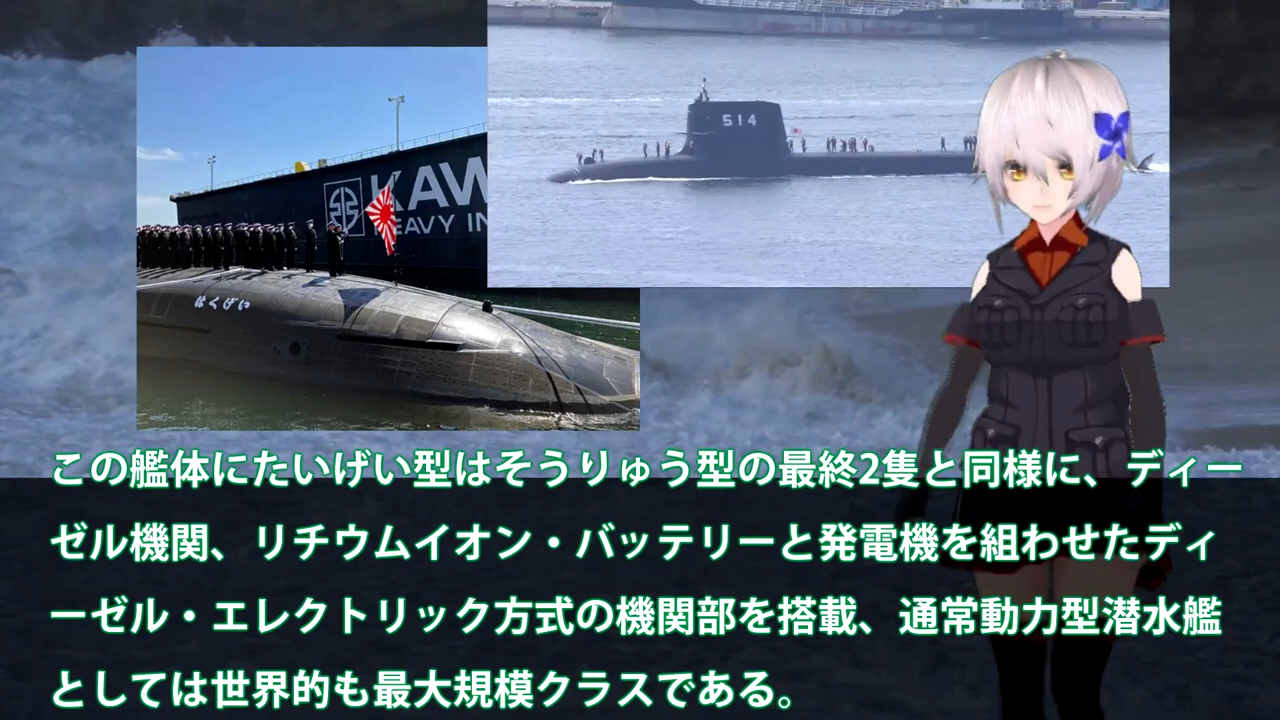 514
KAW
HEAVY IN
はくげい
この艦体にたいげい型はそうりゅう型の最終2隻と同様に、ディー
ゼル機関、リチウムイオン・バッテリーと発電機を組わせたディ
ーゼル・エレクトリック方式の機関部を搭載、通常動力型潜水艦
としては世界的も最大規模クラスである。